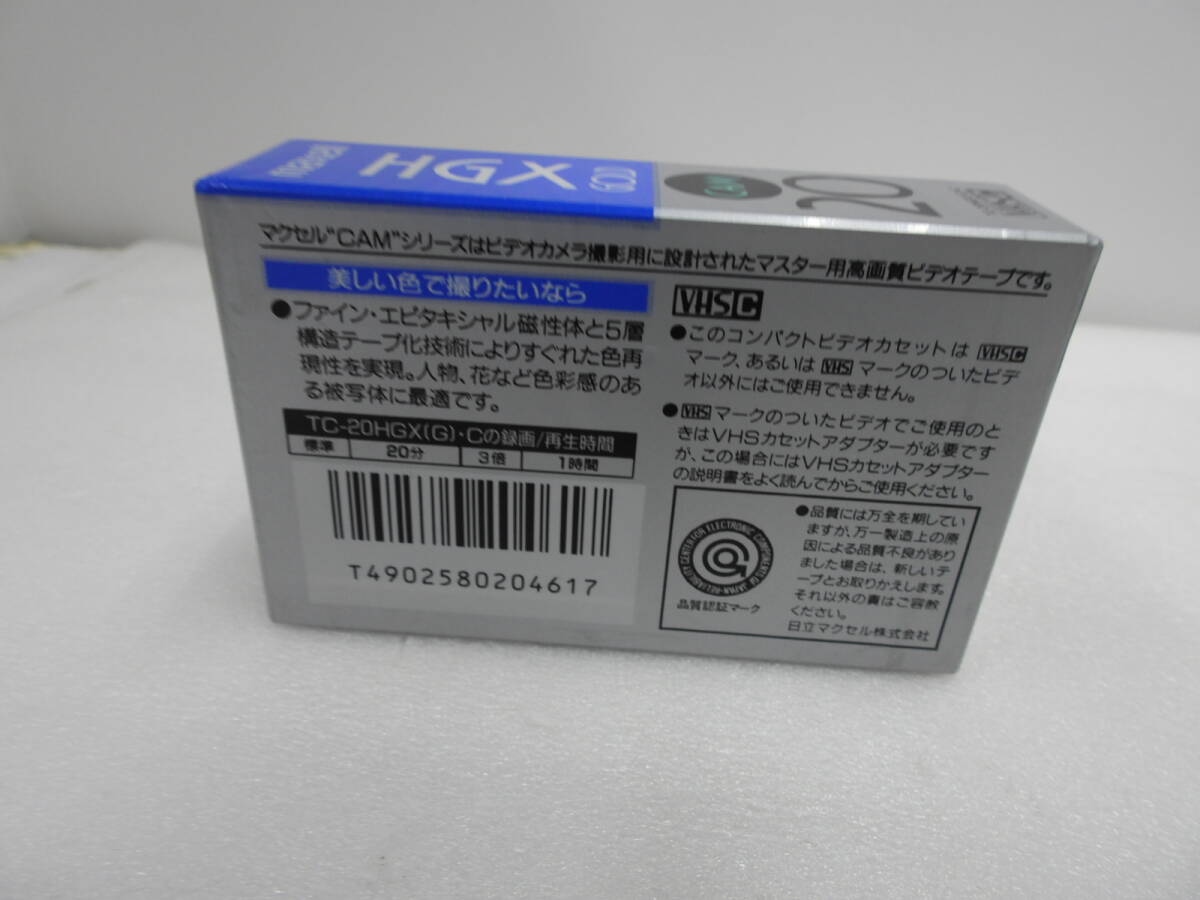 maxell
HGX
GOLD
CAM
20
VHSC
マクセル"CAM"シリーズはビデオカメラ撮影用に設計されたマスター用高画質ビデオテープです。
美しい色で撮りたいなら
●ファイン・エピタキシャル磁性体と5層
構造テープ化技術によりすぐれた色再
現性を実現。人物、花など色彩感のあ
る被写体に最適です。
TC-20HGX(G)・Cの録画/再生時間
標準 20分 3倍 1時間
T4902580204617
VHSC
●このコンパクトビデオカセットは VHSC
マーク、あるいは VHS マークのついたビデ
オ以外にはご使用できません。
●VHS マークのついたビデオでご使用のと
きはVHSカセットアダプターが必要です
が、この場合にはVHSカセットアダプター
の説明書をよく読んでからご使用ください。
RELIABILITY CENTER FOR ELECTRONIC COMPONENTS OF JAPAN
品質認証マーク
●品質には万全を期してい
ますが、万一製造上の原
因による品質不良があり
ました場合は、新しいテ
ープとお取りかえします。
それ以外の責はご容赦
ください。
日立マクセル株式会社